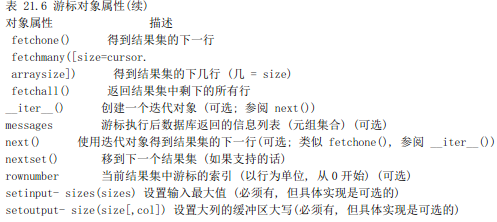 表 21.6 游标对象属性(续)
对象属性 描述
fetchone() 得到结果集的下一行
fetchmany([size=cursor.
arraysize]) 得到结果集的下几行 (几 = size)
fetchall() 返回结果集中剩下的所有行
__iter__() 创建一个迭代对象 (可选; 参阅 next())
messages 游标执行后数据库返回的信息列表 (元组集合) (可选)
next() 使用迭代对象得到结果集的下一行(可选; 类似 fetchone(), 参阅 __iter__())
nextset() 移到下一个结果集 (如果支持的话)
rownumber 当前结果集中游标的索引 (以行为单位, 从 0 开始) (可选)
setinput- sizes(sizes) 设置输入最大值 (必须有, 但具体实现是可选的)
setoutput- size(size[,col]) 设置大列的缓冲区大写(必须有, 但具体实现是可选的)